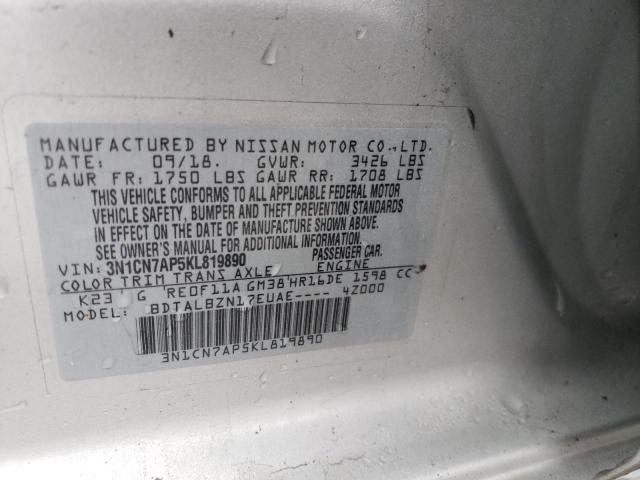 MANUFACTURED BY NISSAN MOTOR CO.,LTD.
DATE: 09/18. GVWR: 3426 LBS
GAWR FR: 1750 LBS GAWR RR: 1708 LBS
THIS VEHICLE CONFORMS TO ALL APPLICABLE FEDERAL MOTOR
VEHICLE SAFETY, BUMPER AND THEFT PREVENTION STANDARDS
IN EFFECT ON THE DATE OF MANUFACTURE SHOWN ABOVE.
SEE OWNER'S MANUAL FOR ADDITIONAL INFORMATION.
VIN: 3N1CN7AP5KL819890 PASSENGER CAR.
COLOR TRIM TRANS AXLE ENGINE
K23 G RE0F11A GM38 HR16DE 1598 CC
MODEL: BDTALBZN17EUAE---- 4Z000
3N1CN7AP5KL819890